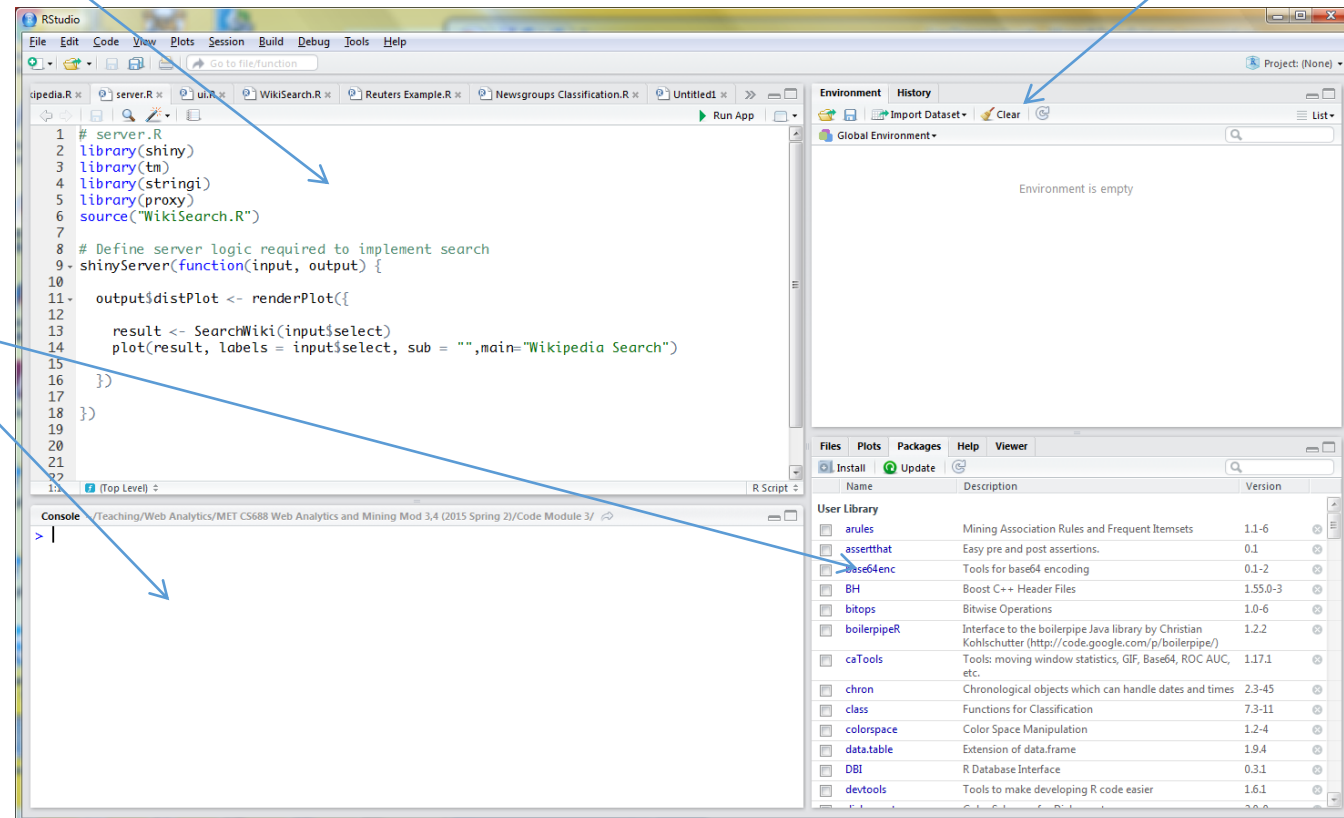 RStudio
File Edit Code View Plots Session Build Debug Tools Help
Go to file/function
Project: (None)
kipedia.R × server.R × ui.R × WikiSearch.R × Reuters Example.R × Newsgroups Classification.R × Untitled1 ×
Run App
1 # server.R
2 library(shiny)
3 library(tm)
4 library(stringi)
5 library(proxy)
6 source("WikiSearch.R")
7
8 # Define server logic required to implement search
9 shinyServer(function(input, output) {
10
11 output$distPlot <- renderPlot({
12
13 result <- SearchWiki(input$select)
14 plot(result, labels = input$select, sub = "",main="Wikipedia Search")
15
16 })
17
18 })
19
20
21
22
1:1 (Top Level) R Script
Console ~/Teaching/Web Analytics/MET CS688 Web Analytics and Mining Mod 3,4 (2015 Spring 2)/Code Module 3/
>
Environment History
Import Dataset Clear List
Global Environment
Environment is empty
Files Plots Packages Help Viewer
Install Update
Name Description Version
User Library
arules Mining Association Rules and Frequent Itemsets 1.1-6
assertthat Easy pre and post assertions. 0.1
base64enc Tools for base64 encoding 0.1-2
BH Boost C++ Header Files 1.55.0-3
bitops Bitwise Operations 1.0-6
boilerpipeR Interface to the boilerpipe Java library by Christian 1.2.2
Kohlschutter (http://code.google.com/p/boilerpipe/)
caTools Tools: moving window statistics, GIF, Base64, ROC AUC, 1.17.1
etc.
chron Chronological objects which can handle dates and times 2.3-45
class Functions for Classification 7.3-11
colorspace Color Space Manipulation 1.2-4
data.table Extension of data.frame 1.9.4
DBI R Database Interface 0.3.1
devtools Tools to make developing R code easier 1.6.1